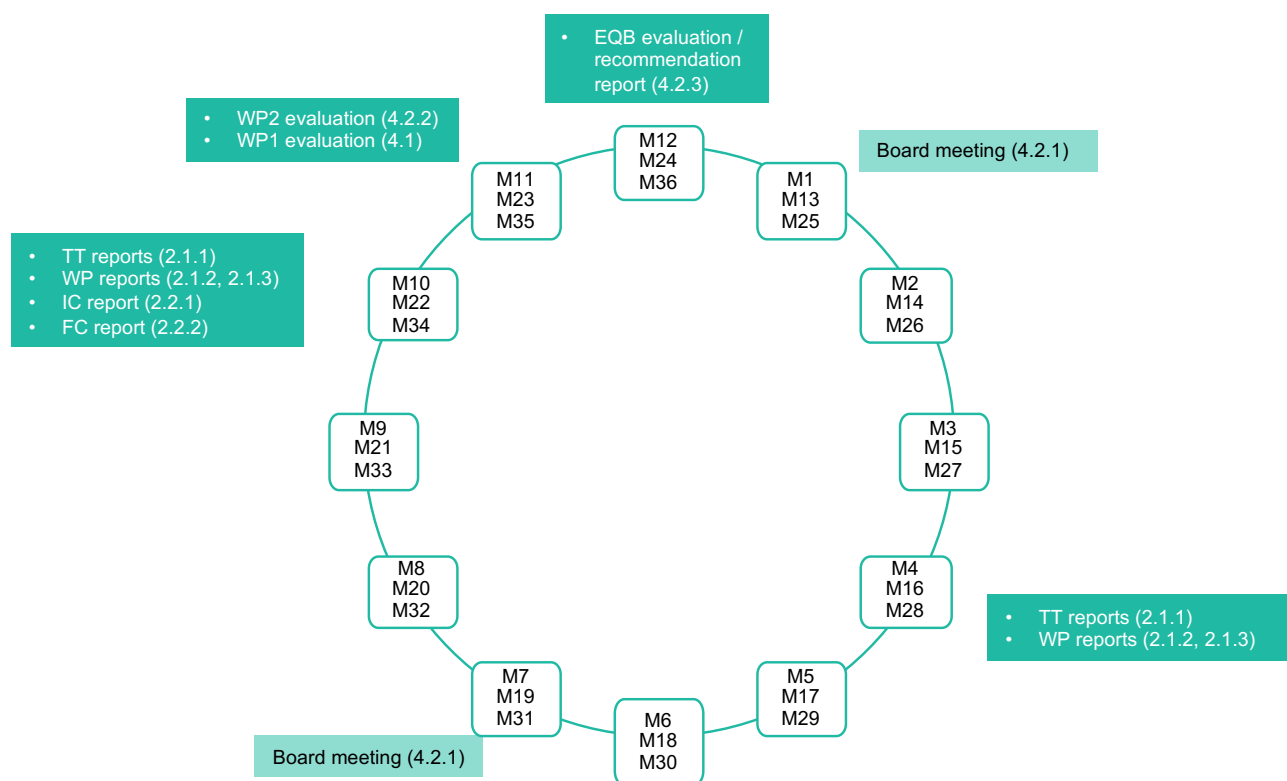 • EQB evaluation /
recommendation
report (4.2.3)
• WP2 evaluation (4.2.2)
• WP1 evaluation (4.1)
M12
M24
M36
Board meeting (4.2.1)
M11
M23
M35
M1
M13
M25
• TT reports (2.1.1)
• WP reports (2.1.2, 2.1.3)
• IC report (2.2.1)
• FC report (2.2.2)
M10
M22
M34
M2
M14
M26
M9
M21
M33
M3
M15
M27
M8
M20
M32
M4
M16
M28
• TT reports (2.1.1)
• WP reports (2.1.2, 2.1.3)
M7
M19
M31
M5
M17
M29
M6
M18
M30
Board meeting (4.2.1)